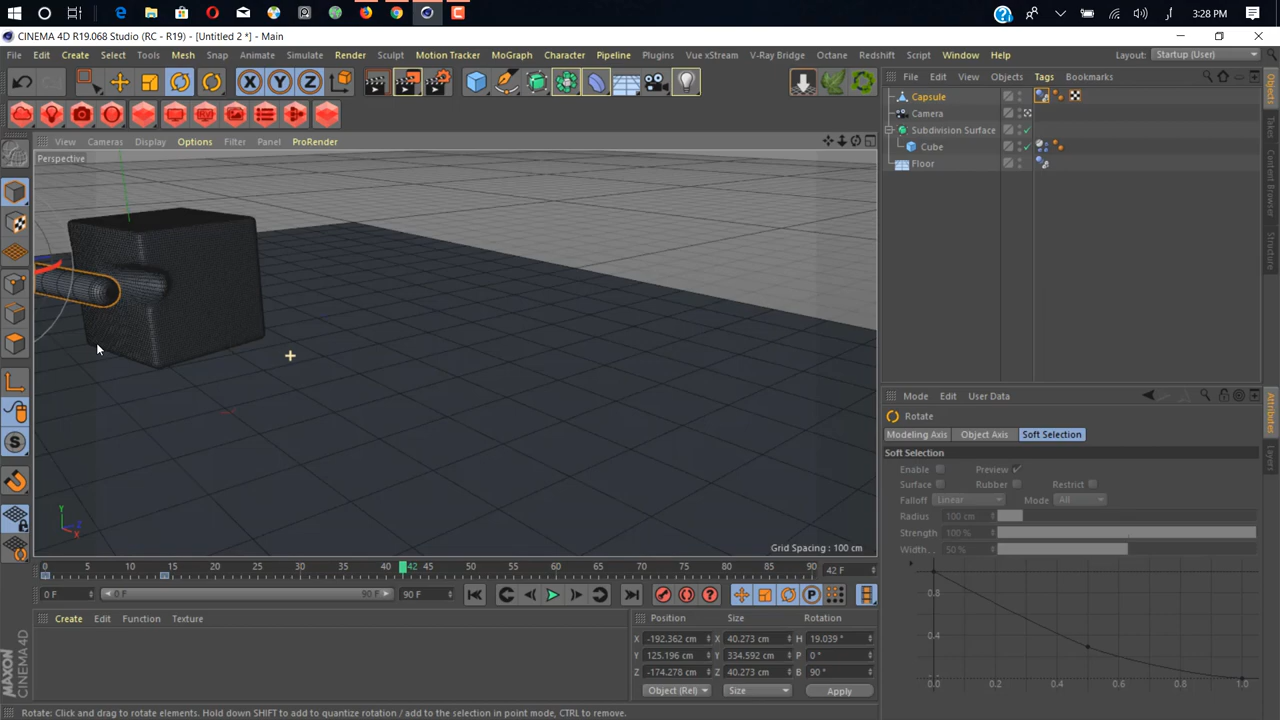 3:28 PM
CINEMA 4D R19.068 Studio (RC - R19) - [Untitled 2 *] - Main
File Edit Create Select Tools Mesh Snap Animate Simulate Render Sculpt Motion Tracker MoGraph Character Pipeline Plugins Vue xStream V-Ray Bridge Octane Redshift Script Window Help Layout: Startup (User)
X Y Z
File Edit View Objects Tags Bookmarks
Capsule
Camera
Subdivision Surface
Cube
Floor
RV
View Cameras Display Options Filter Panel ProRender
Perspective
Y
Z
X
Grid Spacing : 100 cm
Mode Edit User Data
Rotate
Modeling Axis Object Axis Soft Selection
Soft Selection
Enable Preview
Surface Rubber Restrict
Falloff Linear Mode All
Radius 100 cm
Strength 100 %
Width . . 50 %
0.8
0.4
0.0 0.2 0.4 0.6 0.8 1.0
0 5 10 15 20 25 30 35 40 42 45 50 55 60 65 70 75 80 85 90 42 F
0 F 0 F 90 F 90 F
Create Edit Function Texture
Position Size Rotation
X -192.362 cm X 40.273 cm H 19.039 °
Y 125.196 cm Y 334.592 cm P 0 °
Z -174.278 cm Z 40.273 cm B 90 °
Object (Rel) Size Apply
MAXON CINEMA 4D
Objects
Takes
Content Browser
Structure
Attributes
Layers
Rotate: Click and drag to rotate elements. Hold down SHIFT to add to quantize rotation / add to the selection in point mode, CTRL to remove.